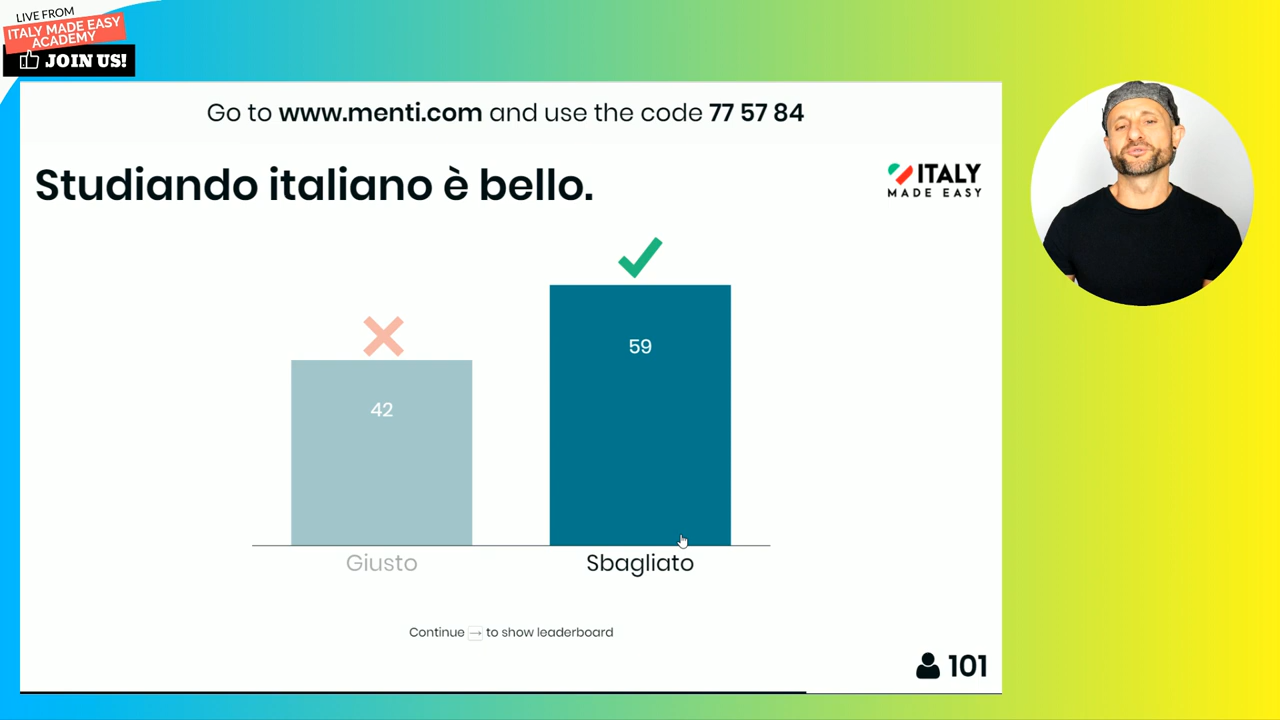 LIVE FROM
ITALY MADE EASY
ACADEMY
JOIN US!
Go to www.menti.com and use the code 77 57 84
Studiando italiano è bello.
ITALY
MADE EASY
42
59
Giusto
Sbagliato
Continue → to show leaderboard
101